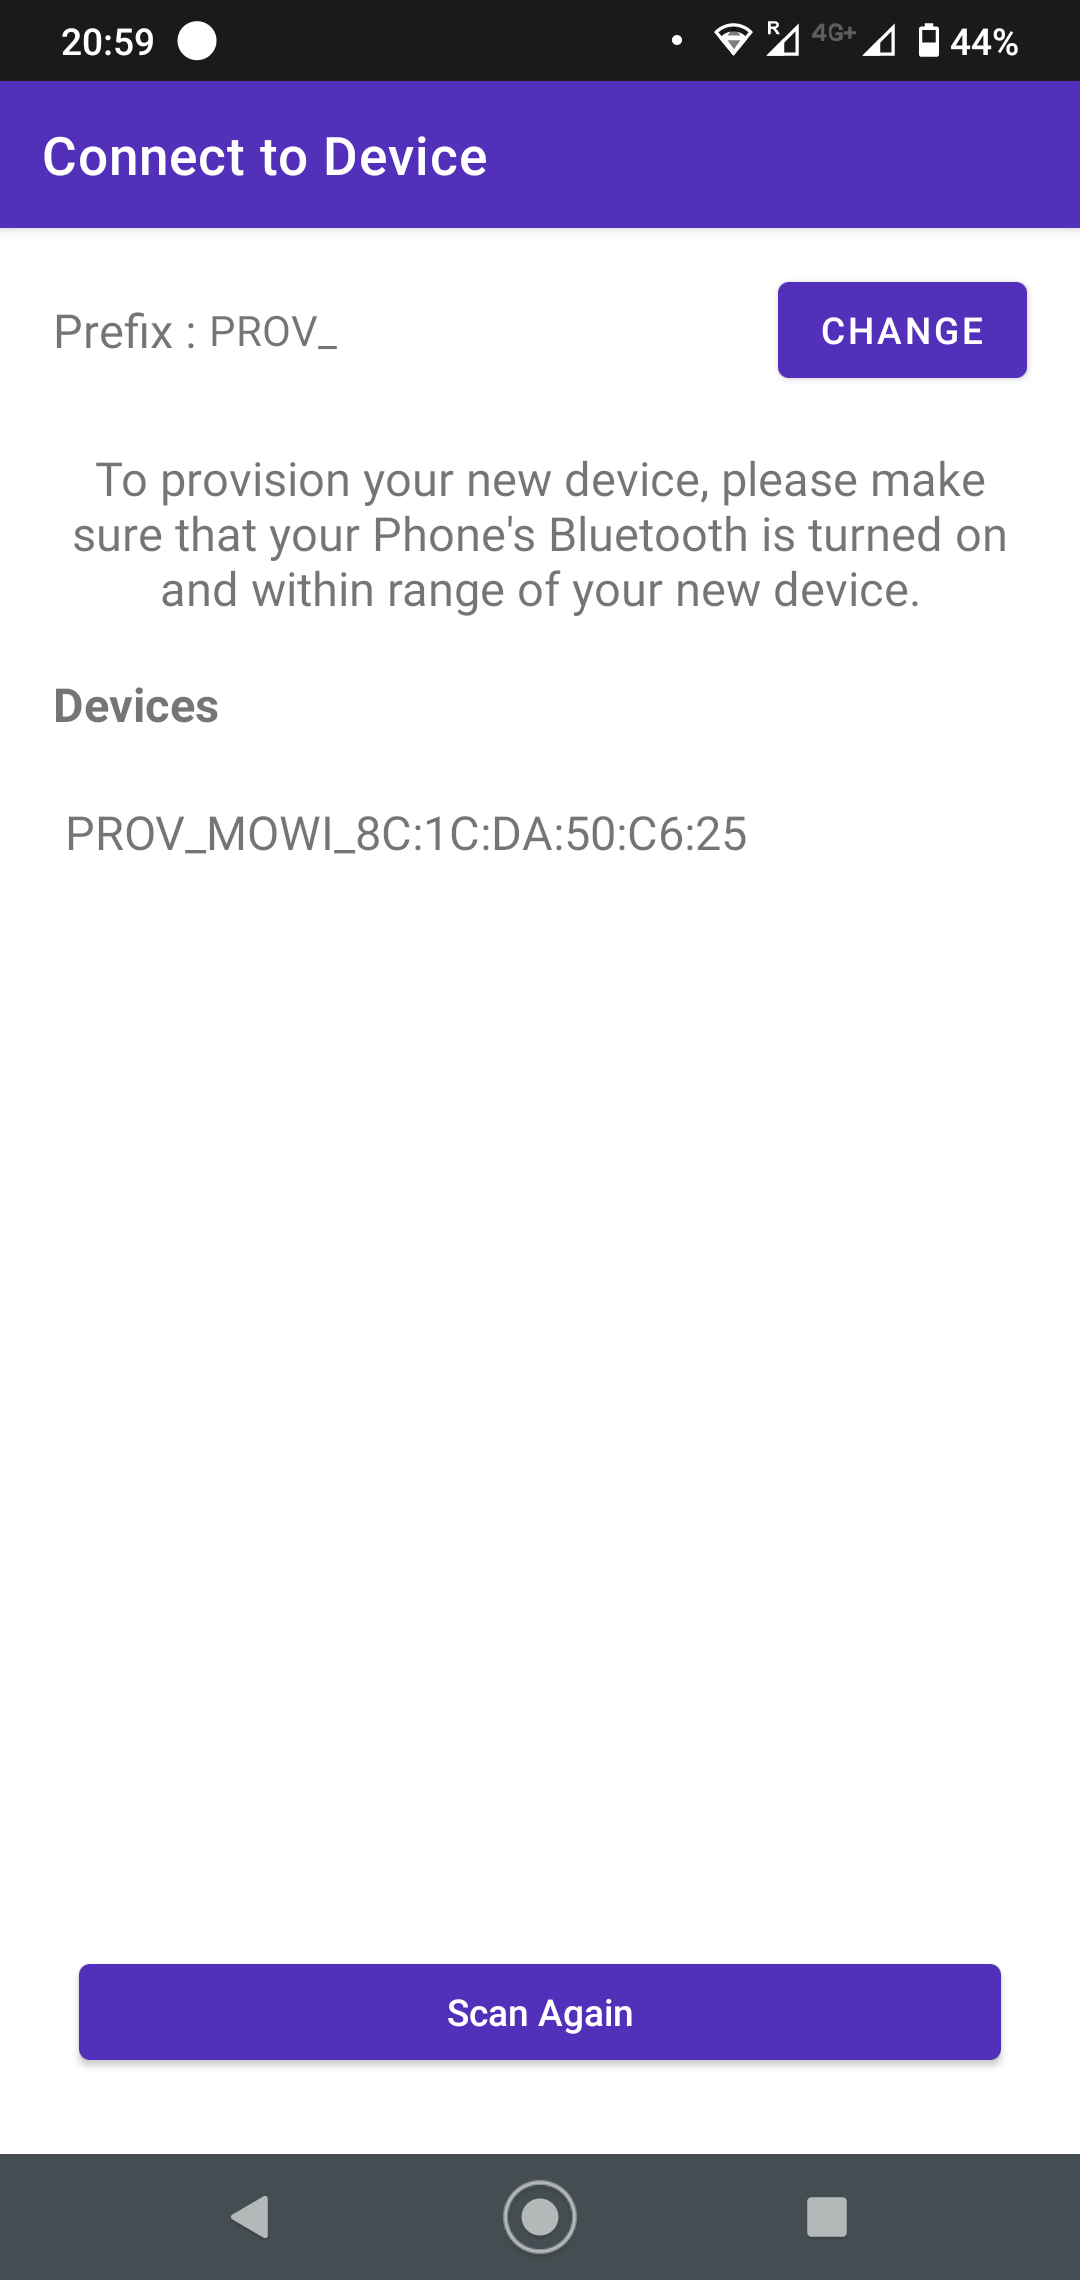 20:59
R 4G+ 44%
Connect to Device
Prefix : PROV_
CHANGE
To provision your new device, please make
sure that your Phone's Bluetooth is turned on
and within range of your new device.
Devices
PROV_MOWI_8C:1C:DA:50:C6:25
Scan Again